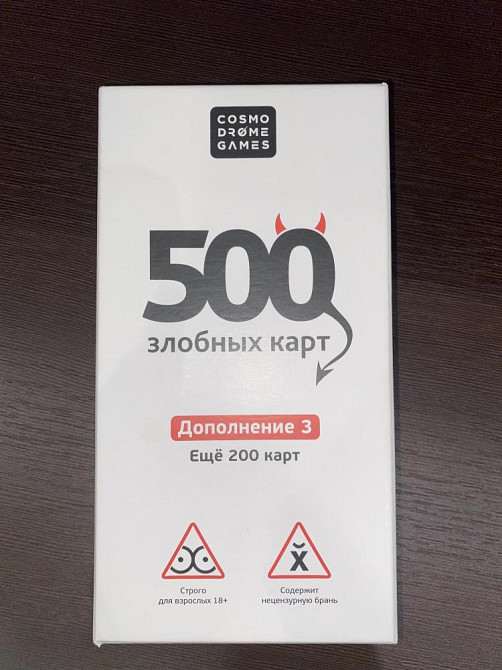 COSMO
DRØME
GAMES
500
злобных карт
Дополнение 3
Ещё 200 карт
Строго
для взрослых 18+
x̆
Содержит
нецензурную брань